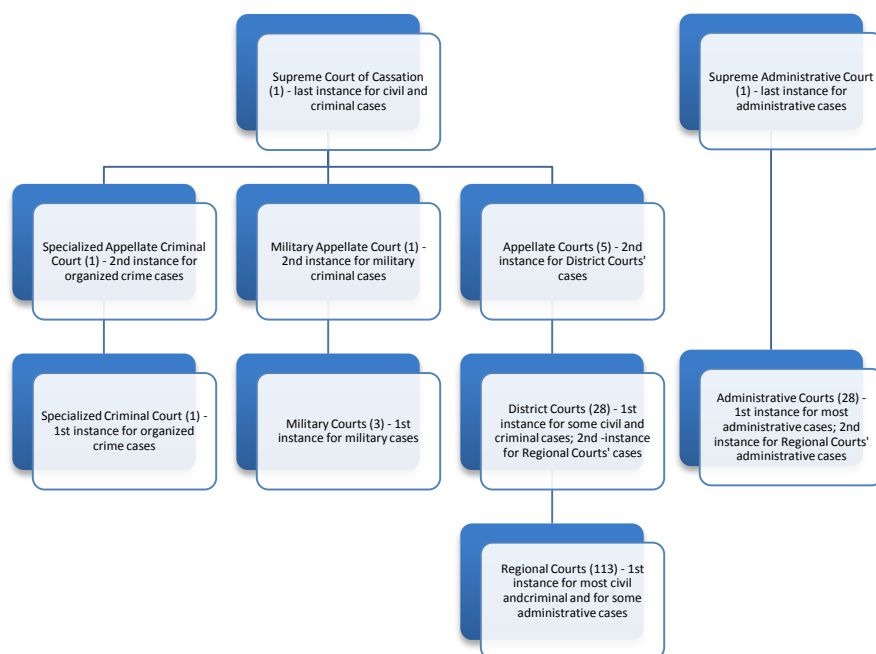 Supreme Court of Cassation
(1) - last instance for civil and
criminal cases
Supreme Administrative Court
(1) - last instance for
administrative cases
Specialized Appellate Criminal
Court (1) - 2nd instance for
organized crime cases
Military Appellate Court (1) -
2nd instance for military
criminal cases
Appellate Courts (5) - 2nd
instance for District Courts'
cases
Specialized Criminal Court (1) -
1st instance for organized
crime cases
Military Courts (3) - 1st
instance for military cases
District Courts (28) - 1st
instance for some civil and
criminal cases; 2nd -instance
for Regional Courts' cases
Administrative Courts (28) -
1st instance for most
administrative cases; 2nd
instance for Regional Courts'
administrative cases
Regional Courts (113) - 1st
instance for most civil
andcriminal and for some
administrative cases